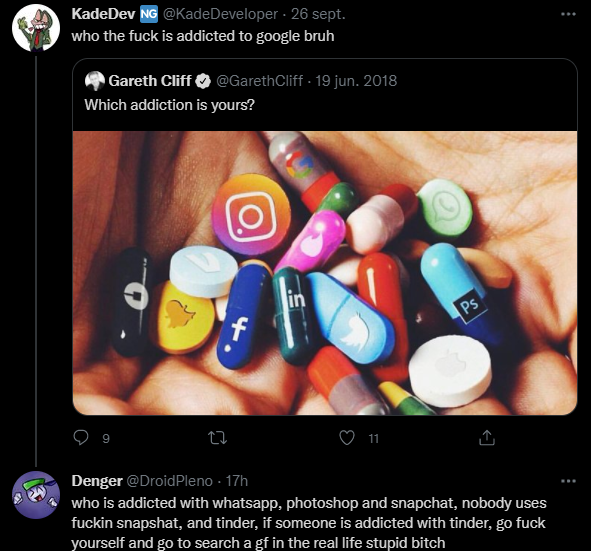 KadeDev NG @KadeDeveloper · 26 sept.
who the fuck is addicted to google bruh
Gareth Cliff @GarethCliff · 19 jun. 2018
Which addiction is yours?
G
V
in
f
Ps
9
11
Denger @DroidPleno · 17h
who is addicted with whatsapp, photoshop and snapchat, nobody uses
fuckin snapshat, and tinder, if someone is addicted with tinder, go fuck
yourself and go to search a gf in the real life stupid bitch